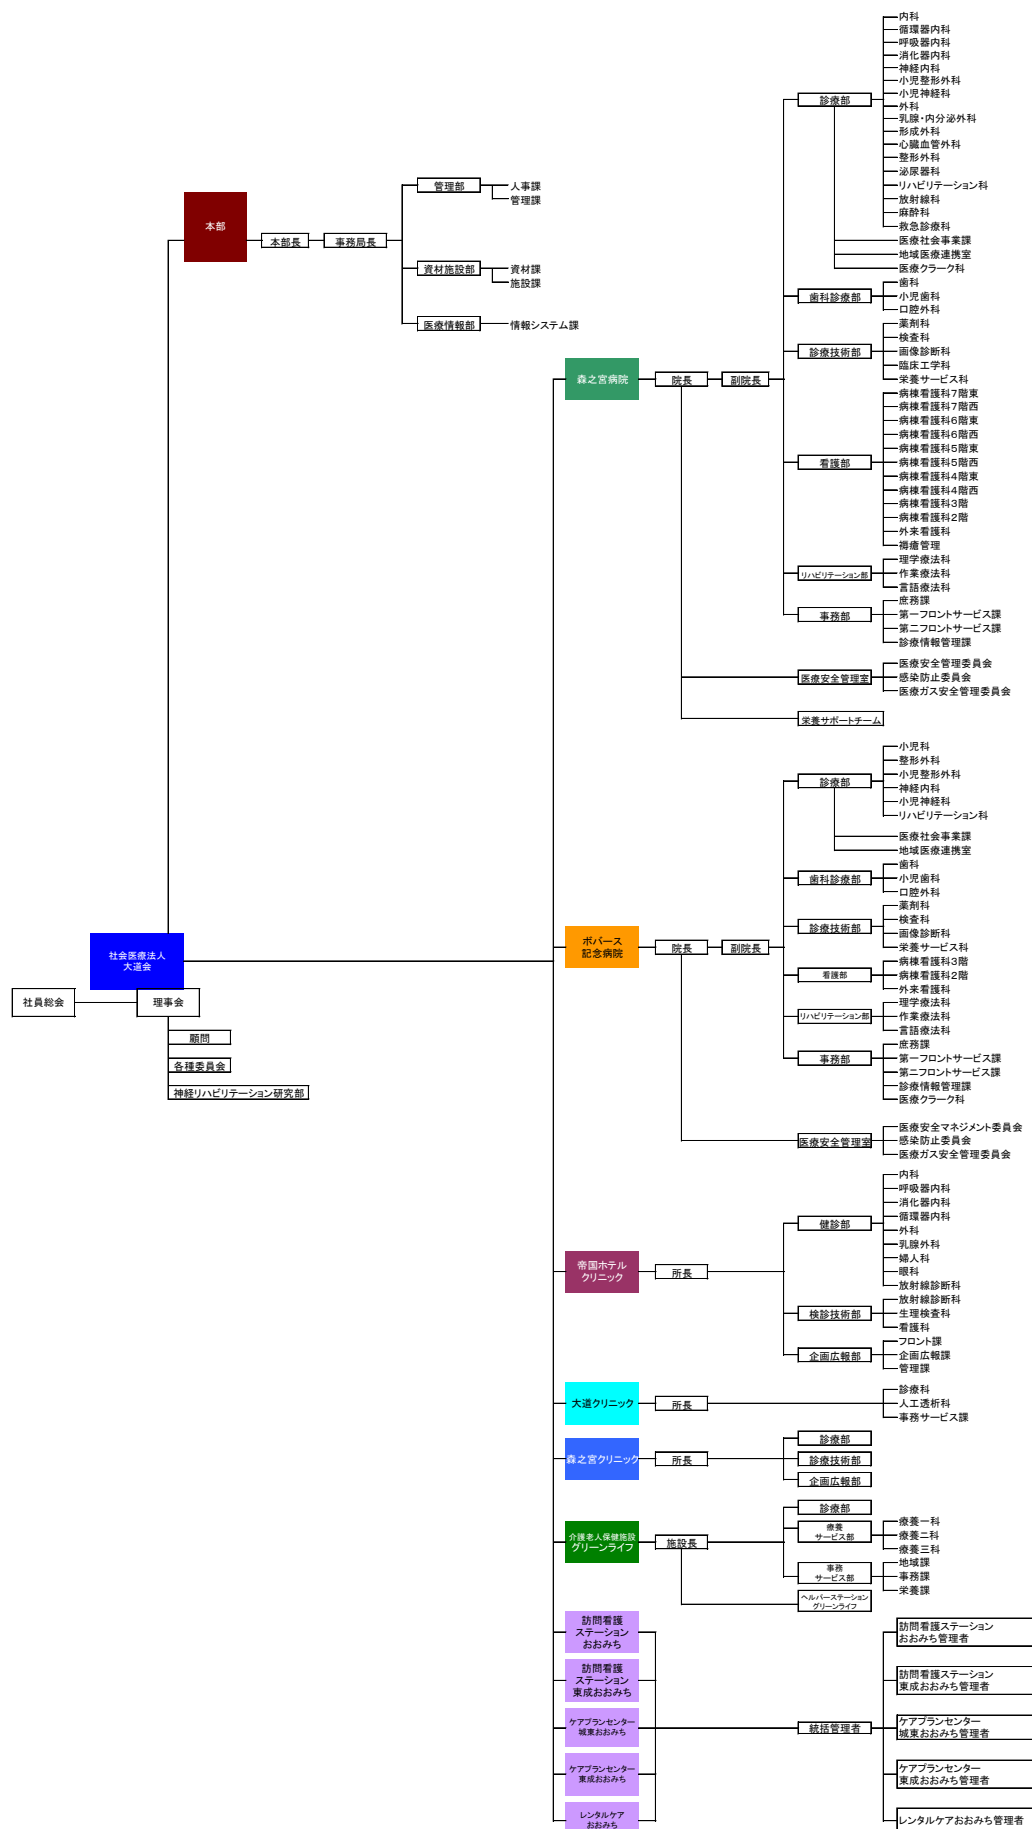 本部
本部長
事務局長
管理部
人事課
管理課
資材施設部
資材課
施設課
医療情報部
情報システム課
社会医療法人
大道会
社員総会
理事会
顧問
各種委員会
神経リハビリテーション研究部
森之宮病院
院長
副院長
診療部
内科
循環器内科
呼吸器内科
消化器内科
神経内科
小児整形外科
小児神経科
外科
乳腺・内分泌外科
形成外科
心臓血管外科
整形外科
泌尿器科
リハビリテーション科
放射線科
麻酔科
救急診療科
医療社会事業課
地域医療連携室
医療クラーク科
歯科診療部
歯科
小児歯科
口腔外科
診療技術部
薬剤科
検査科
画像診断科
臨床工学科
栄養サービス科
看護部
病棟看護科7階東
病棟看護科7階西
病棟看護科6階東
病棟看護科6階西
病棟看護科5階東
病棟看護科5階西
病棟看護科4階東
病棟看護科4階西
病棟看護科3階
病棟看護科2階
外来看護科
褥瘡管理
リハビリテーション部
理学療法科
作業療法科
言語療法科
事務部
庶務課
第一フロントサービス課
第二フロントサービス課
診療情報管理課
医療安全管理室
医療安全管理委員会
感染防止委員会
医療ガス安全管理委員会
栄養サポートチーム
ボバース
記念病院
院長
副院長
診療部
小児科
整形外科
小児整形外科
神経内科
小児神経科
リハビリテーション科
医療社会事業課
地域医療連携室
歯科診療部
歯科
小児歯科
口腔外科
診療技術部
薬剤科
検査科
画像診断科
栄養サービス科
看護部
病棟看護科3階
病棟看護科2階
外来看護科
リハビリテーション部
理学療法科
作業療法科
言語療法科
事務部
庶務課
第一フロントサービス課
第二フロントサービス課
診療情報管理課
医療クラーク科
医療安全管理室
医療安全マネジメント委員会
感染防止委員会
医療ガス安全管理委員会
帝国ホテル
クリニック
所長
健診部
内科
呼吸器内科
消化器内科
循環器内科
外科
乳腺外科
婦人科
眼科
放射線診断科
検診技術部
放射線診断科
生理検査科
看護科
企画広報部
フロント課
企画広報課
管理課
大道クリニック
所長
診療科
人工透析科
事務サービス課
森之宮クリニック
所長
診療部
診療技術部
企画広報部
介護老人保健施設
グリーンライフ
施設長
診療部
療養
サービス部
療養一科
療養二科
療養三科
事務
サービス部
地域課
事務課
栄養課
ヘルパーステーション
グリーンライフ
訪問看護
ステーション
おおみち
訪問看護
ステーション
東成おおみち
ケアプランセンター
城東おおみち
ケアプランセンター
東成おおみち
レンタルケア
おおみち
統括管理者
訪問看護ステーション
おおみち管理者
訪問看護ステーション
東成おおみち管理者
ケアプランセンター
城東おおみち管理者
ケアプランセンター
東成おおみち管理者
レンタルケアおおみち管理者